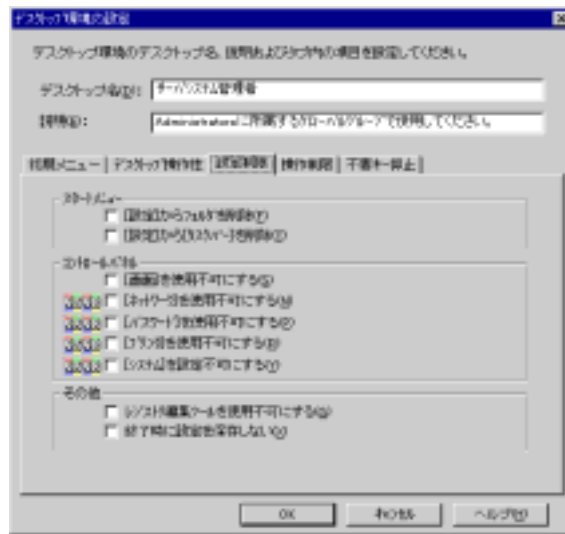 デスクトップ環境の設定
デスクトップ環境のデスクトップ名、説明および次の項目を設定してください。
デスクトップ名(D):
サーバシステム管理者
説明(E):
Administratorsに所属するグローバルグループで使用してください。
初期メニュー
デスクトップ操作性
設定制限
操作制限
不要キー抑止
スタートメニュー
[設定]からフォルダを削除(F)
[設定]から[タスクバー]を削除(T)
コントロールパネル
[画面]を使用不可にする(S)
[ネットワーク]を使用不可にする(N)
[パスワード]を使用不可にする(P)
[プリンタ]を使用不可にする(R)
[システム]を設定不可にする(Y)
その他
レジストリ編集ツールを使用不可にする(G)
終了時に設定を保存しない(V)
OK
キャンセル
ヘルプ(H)